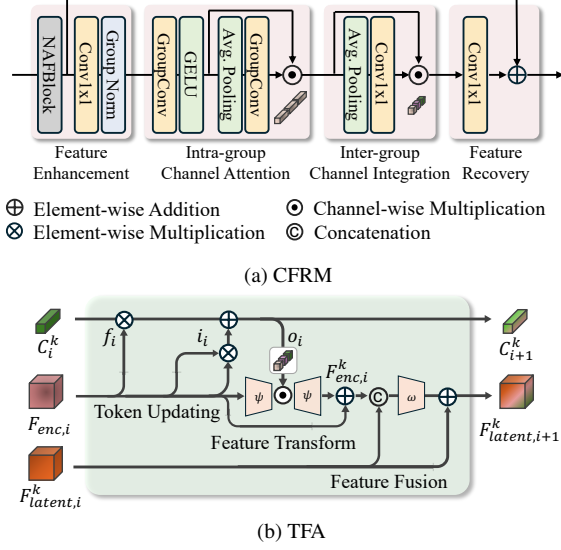 NAFBlock
Conv1x1
Group Norm
GroupConv
GELU
Avg. Pooling
GroupConv
Avg. Pooling
Conv1x1
Conv1x1
Feature
Enhancement
Intra-group
Channel Attention
Inter-group
Channel Integration
Feature
Recovery
Element-wise Addition
Channel-wise Multiplication
Element-wise Multiplication
© Concatenation
(a) CFRM
C_i^k
f_i
i_i
o_i
C_{i+1}^k
F_{enc,i}
Token Updating
ψ
ψ
F_{enc,i}^k
©
ω
F_{latent,i+1}^k
Feature Transform
F_{latent,i}^k
Feature Fusion
(b) TFA